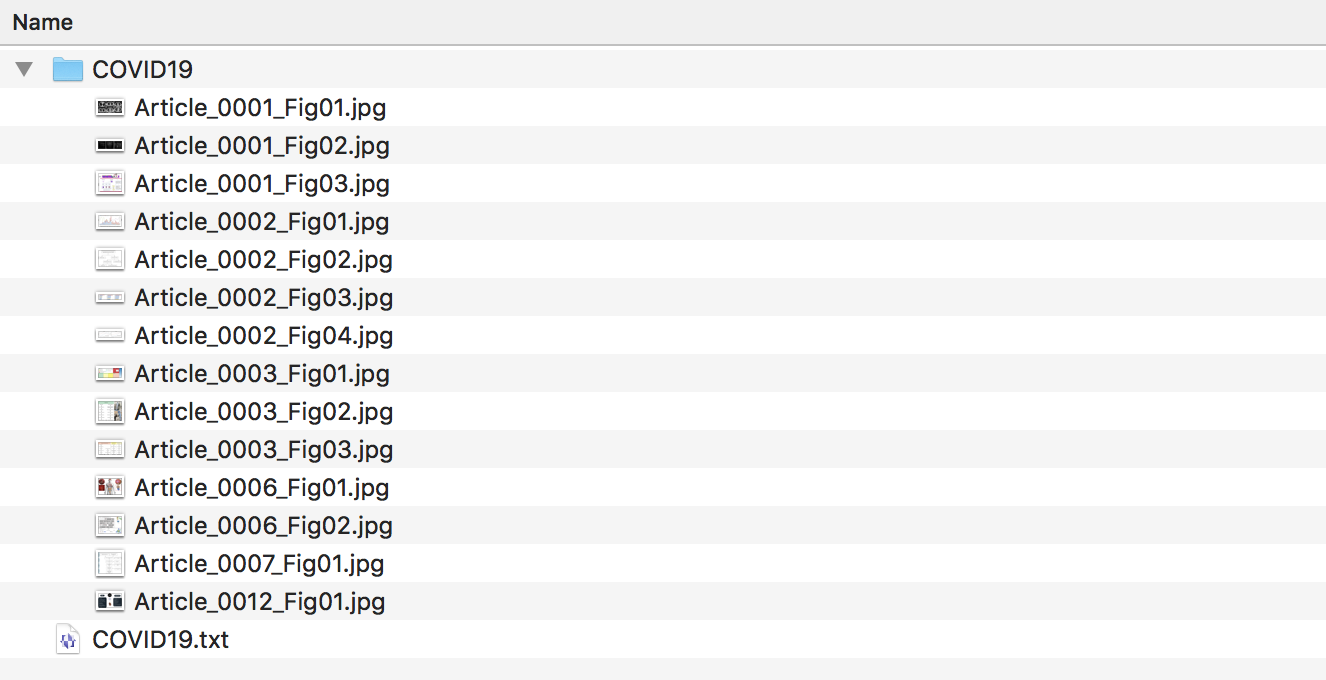 Name
COVID19
Article_0001_Fig01.jpg
Article_0001_Fig02.jpg
Article_0001_Fig03.jpg
Article_0002_Fig01.jpg
Article_0002_Fig02.jpg
Article_0002_Fig03.jpg
Article_0002_Fig04.jpg
Article_0003_Fig01.jpg
Article_0003_Fig02.jpg
Article_0003_Fig03.jpg
Article_0006_Fig01.jpg
Article_0006_Fig02.jpg
Article_0007_Fig01.jpg
Article_0012_Fig01.jpg
COVID19.txt